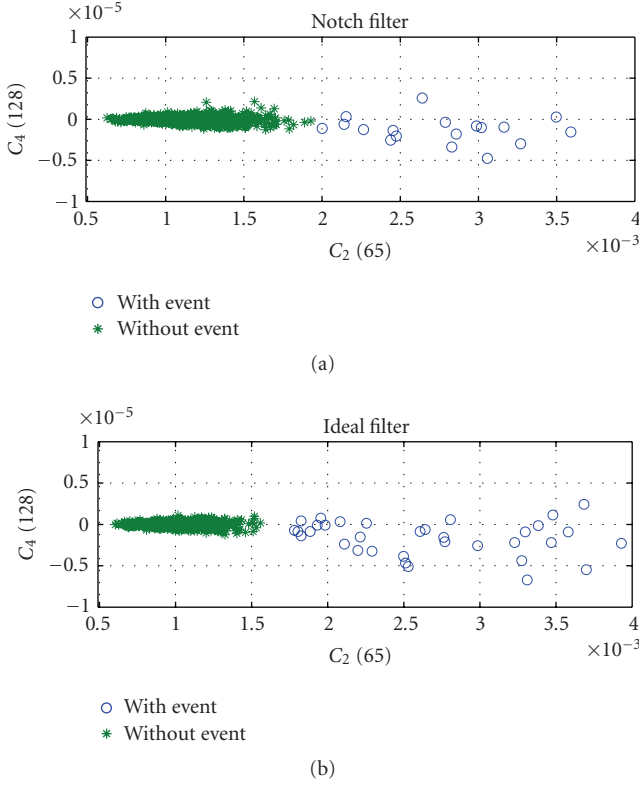 ×10−5
Notch filter
1
0.5
0
−0.5
−1
C4 (128)
0.5 1 1.5 2 2.5 3 3.5 4
×10−3
C2 (65)
With event
Without event
(a)
×10−5
Ideal filter
1
0.5
0
−0.5
−1
C4 (128)
0.5 1 1.5 2 2.5 3 3.5 4
×10−3
C2 (65)
With event
Without event
(b)